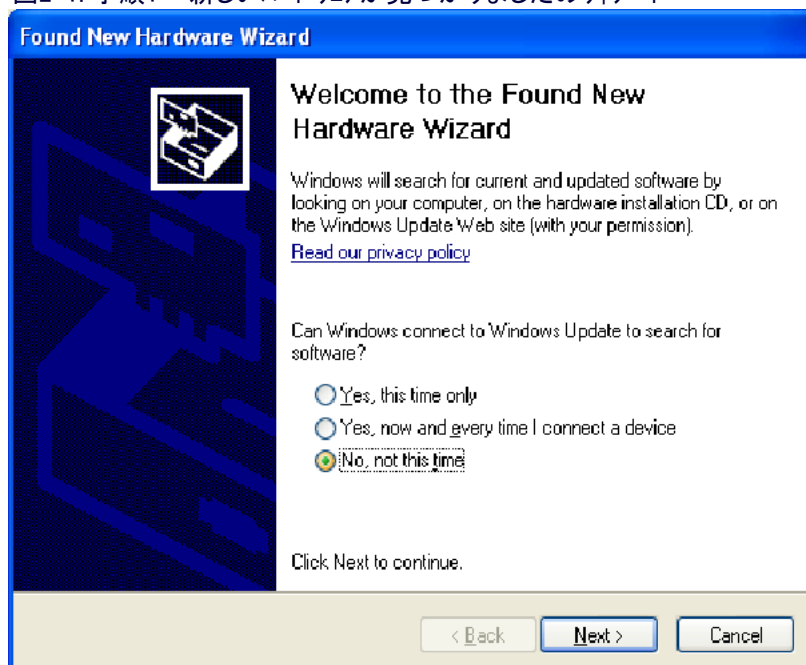 Found New Hardware Wizard
Welcome to the Found New
Hardware Wizard
Windows will search for current and updated software by
looking on your computer, on the hardware installation CD, or on
the Windows Update Web site (with your permission).
Read our privacy policy
Can Windows connect to Windows Update to search for
software?
Yes, this time only
Yes, now and every time I connect a device
No, not this time
Click Next to continue.
< Back
Next >
Cancel